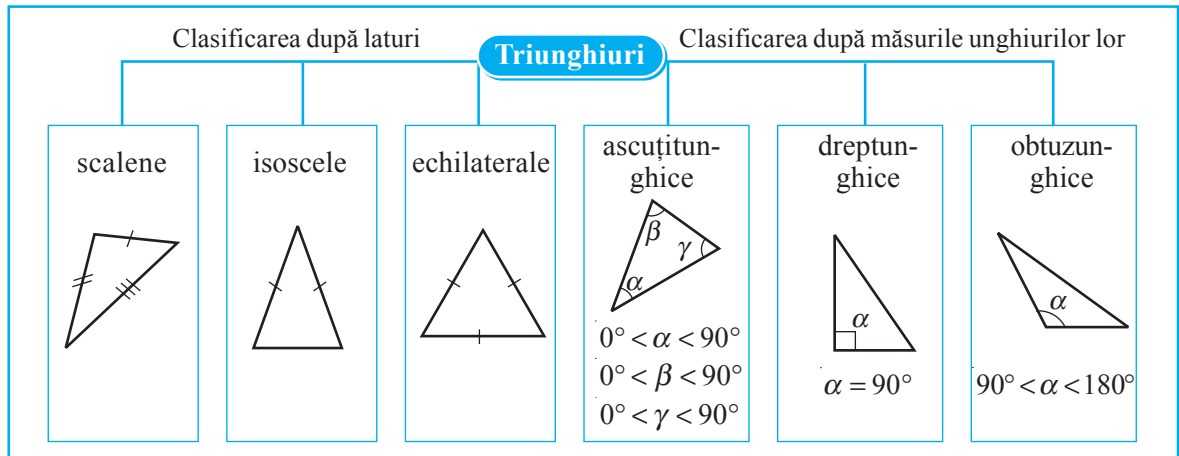 Clasificarea după laturi
Triunghiuri
Clasificarea după măsurile unghiurilor lor
scalene
isoscele
echilaterale
ascuțitun-
ghice
β
γ
α
0° < α < 90°
0° < β < 90°
0° < γ < 90°
dreptun-
ghice
α
α = 90°
obtuzun-
ghice
α
90° < α < 180°